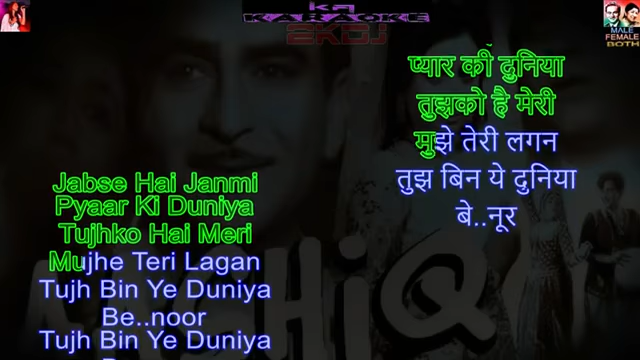 KARAOKE
2KDJ
MALE
FEMALE
BOTH
Jabse Hai Janmi
Pyaar Ki Duniya
Tujhko Hai Meri
Mujhe Teri Lagan
Tujh Bin Ye Duniya
Be..noor
Tujh Bin Ye Duniya
प्यार की दुनिया
तुझको है मेरी
मुझे तेरी लगन
तुझ बिन ये दुनिया
बे..नूर